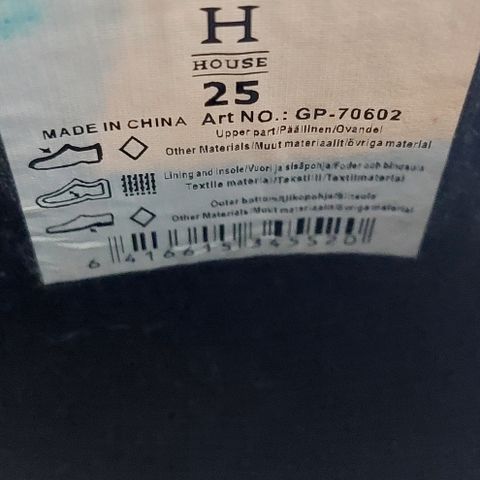 H
HOUSE
25
MADE IN CHINA Art NO.: GP-70602
Upper part/Päällinen/Ovandel
Other Materials/Muut materiaalit/övriga material
Lining and insole/Vuori ja sisäpohja/Foder och
Textile material/Tekstiili/Textilmaterial
Outer bottom/Ulkopohja/Slitsula
Other Materials/Muut materiaalit/övriga material
6 416615 345520